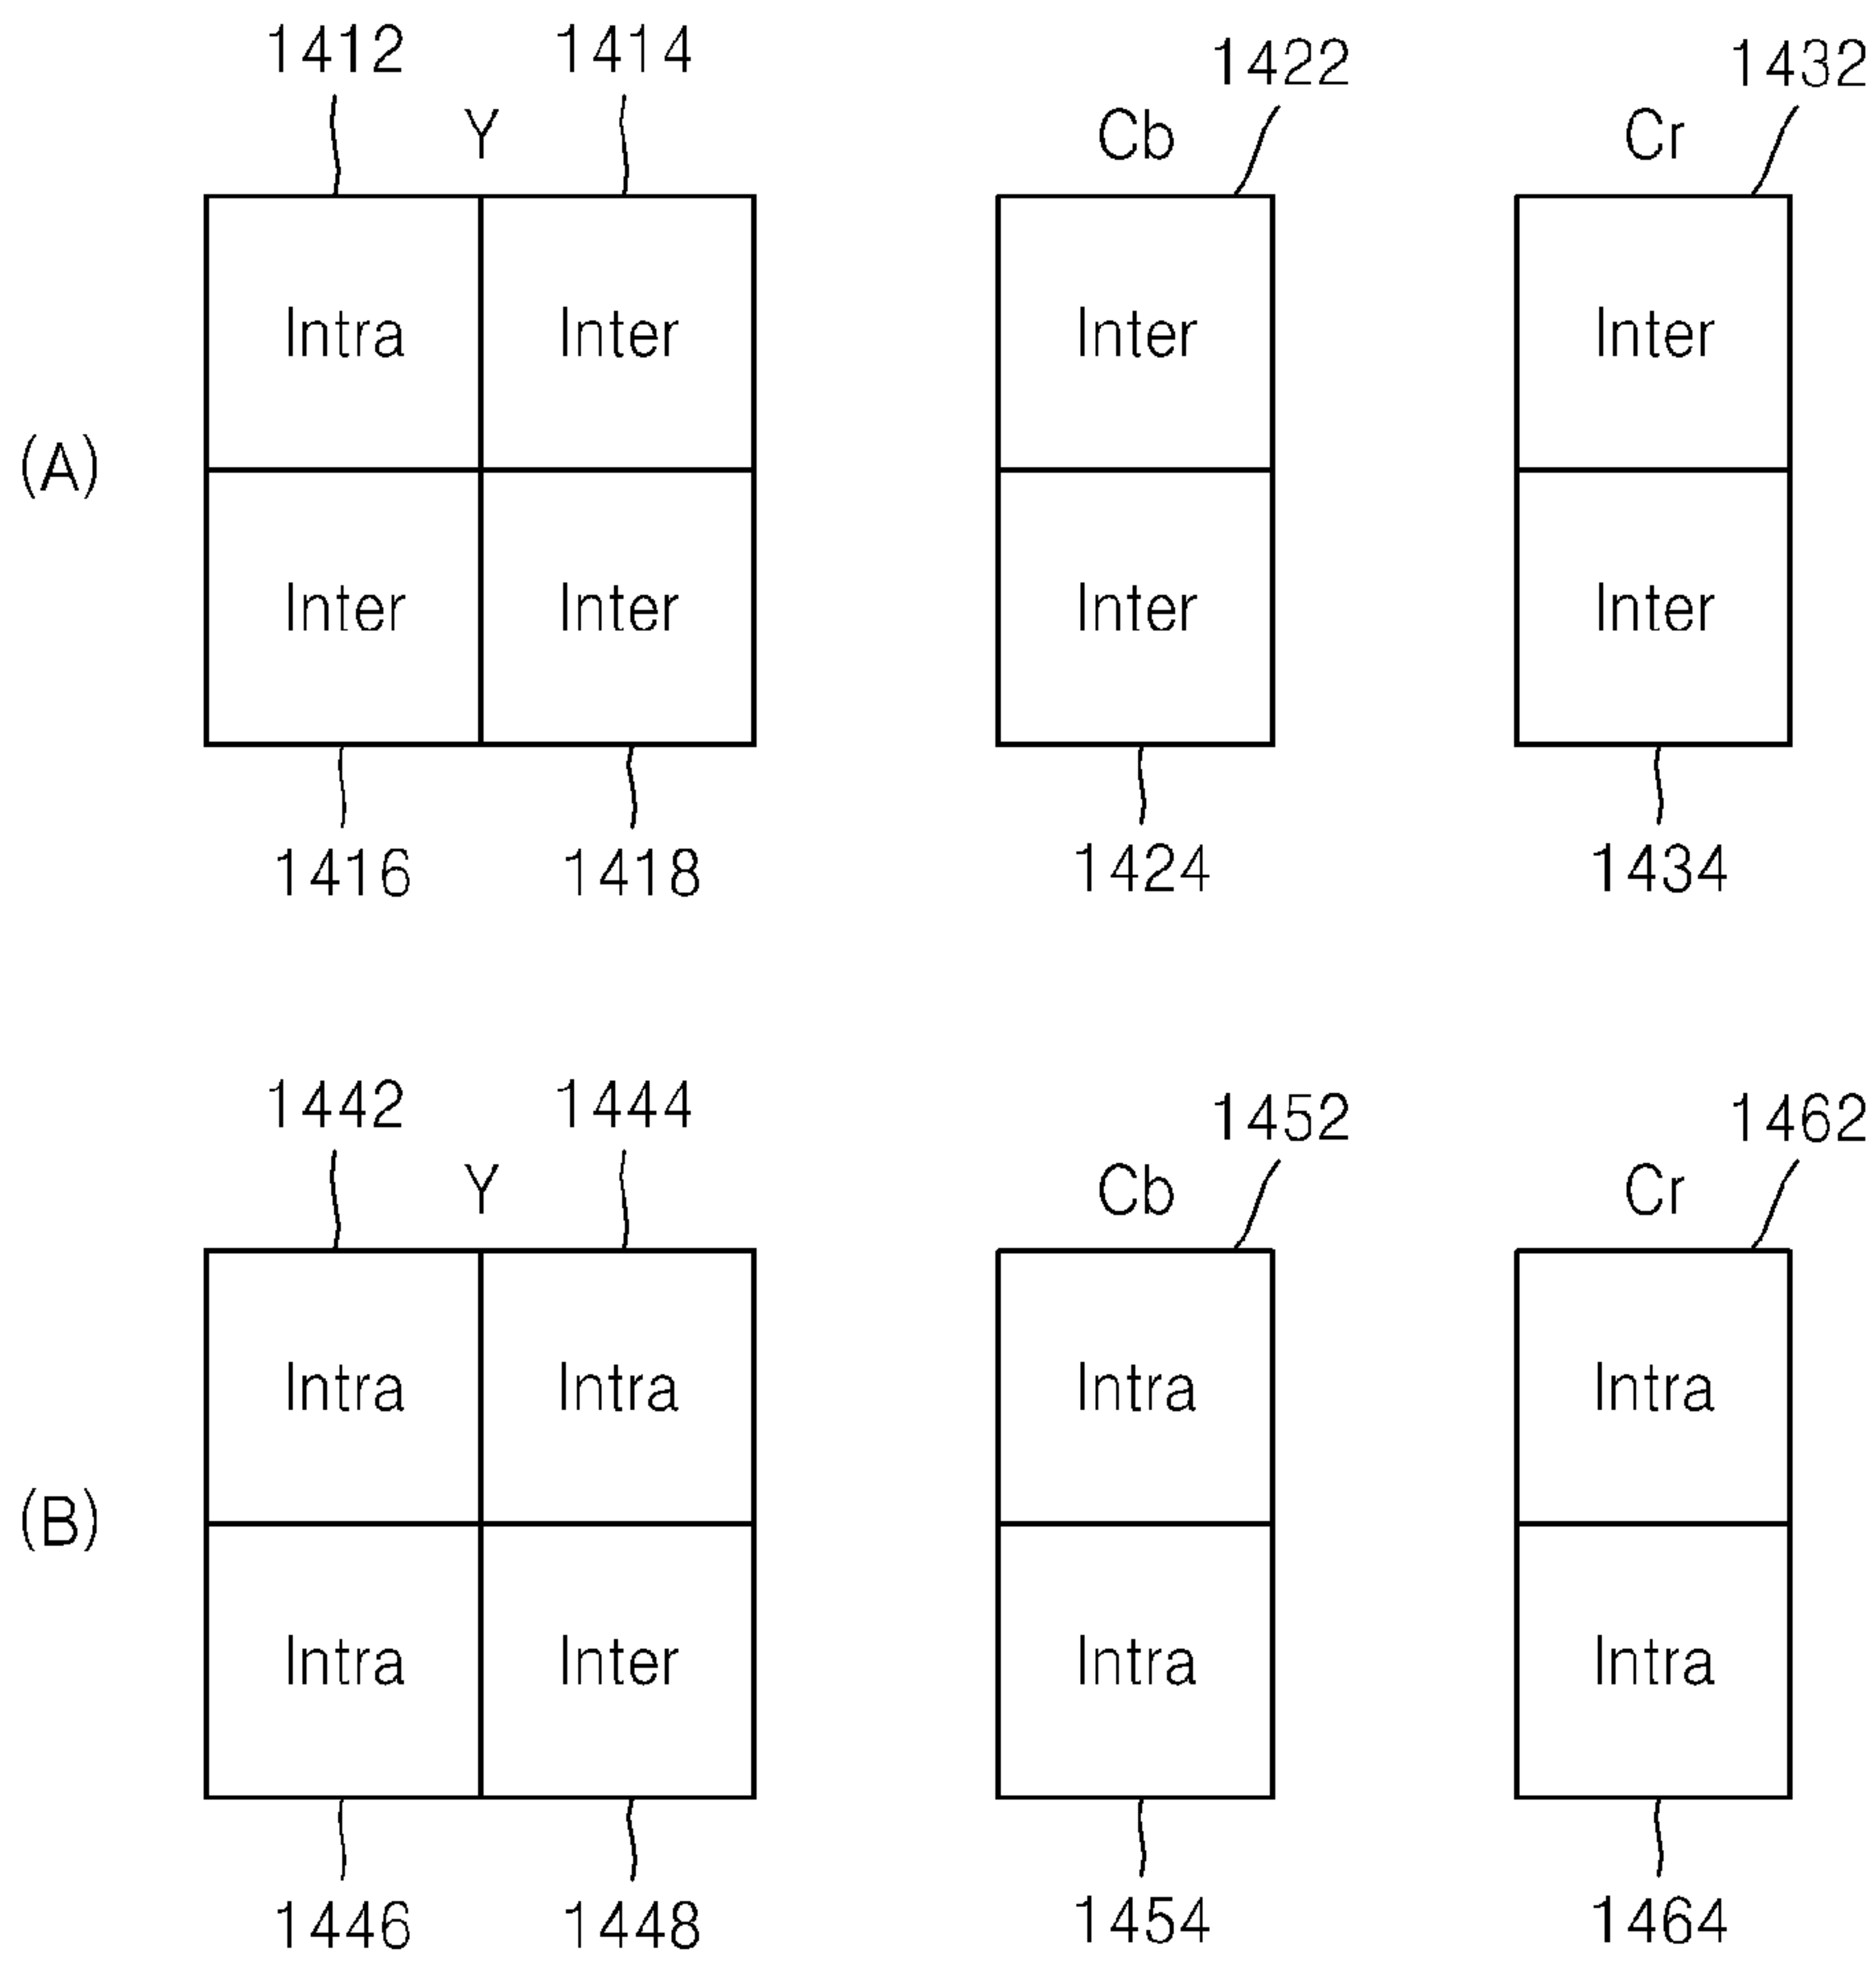 1412 1414 1422 1432
Y Cb Cr
Intra Inter Inter Inter
(A)
Inter Inter Inter Inter
1416 1418 1424 1434
1442 1444 1452 1462
Y Cb Cr
Intra Intra Intra Intra
(B)
Intra Inter Intra Intra
1446 1448 1454 1464